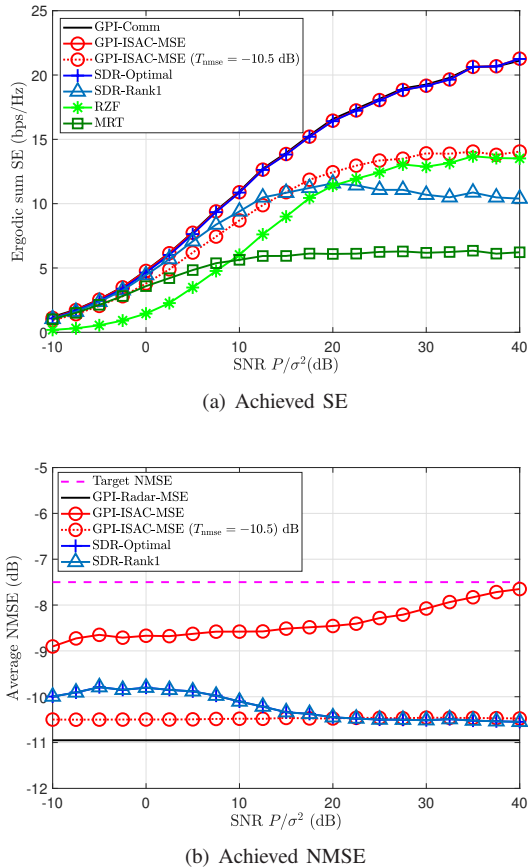 25
20
15
10
5
0
Ergodic sum SE (bps/Hz)
GPI-Comm
GPI-ISAC-MSE
GPI-ISAC-MSE (T_nmse = −10.5 dB)
SDR-Optimal
SDR-Rank1
RZF
MRT
-10 0 10 20 30 40
SNR P/σ²(dB)
(a) Achieved SE
-5
-6
-7
-8
-9
-10
-11
-12
Average NMSE (dB)
Target NMSE
GPI-Radar-MSE
GPI-ISAC-MSE
GPI-ISAC-MSE (T_nmse = −10.5) dB
SDR-Optimal
SDR-Rank1
-10 0 10 20 30 40
SNR P/σ² (dB)
(b) Achieved NMSE